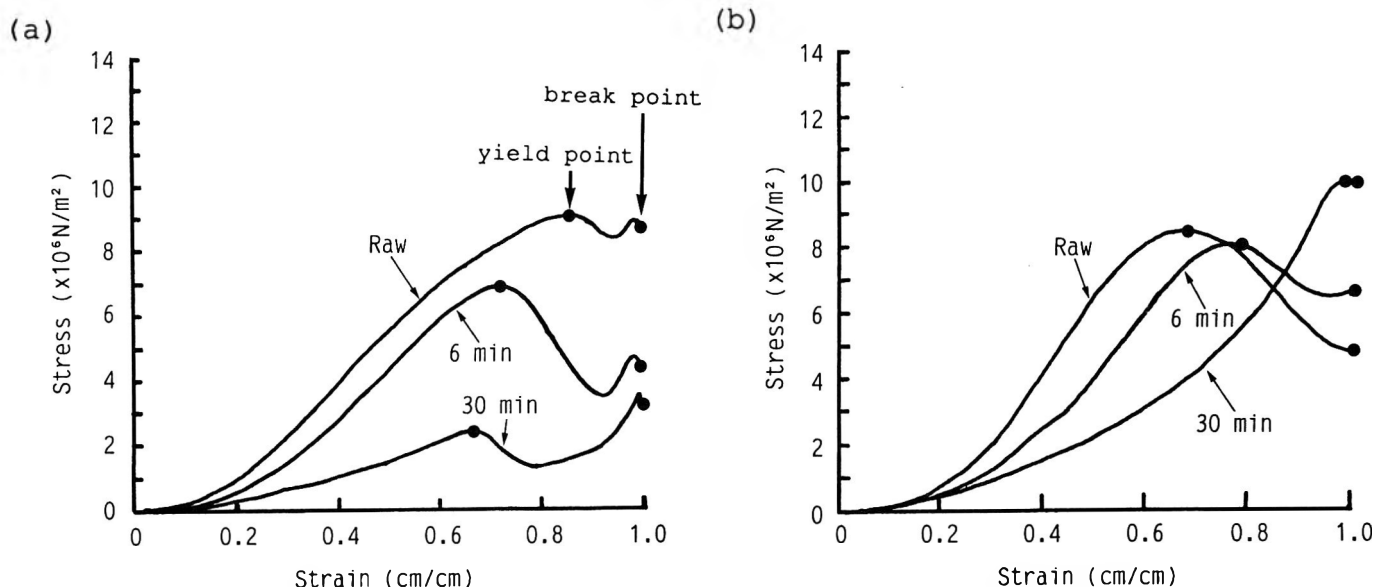 (a)
14
12
10
8
6
4
2
0
Stress (x10⁶N/m²)
break point
yield point
Raw
6 min
30 min
0 0.2 0.4 0.6 0.8 1.0
Strain (cm/cm)
(b)
14
12
10
8
6
4
2
0
Stress (x10⁶N/m²)
Raw
6 min
30 min
0 0.2 0.4 0.6 0.8 1.0
Strain (cm/cm)